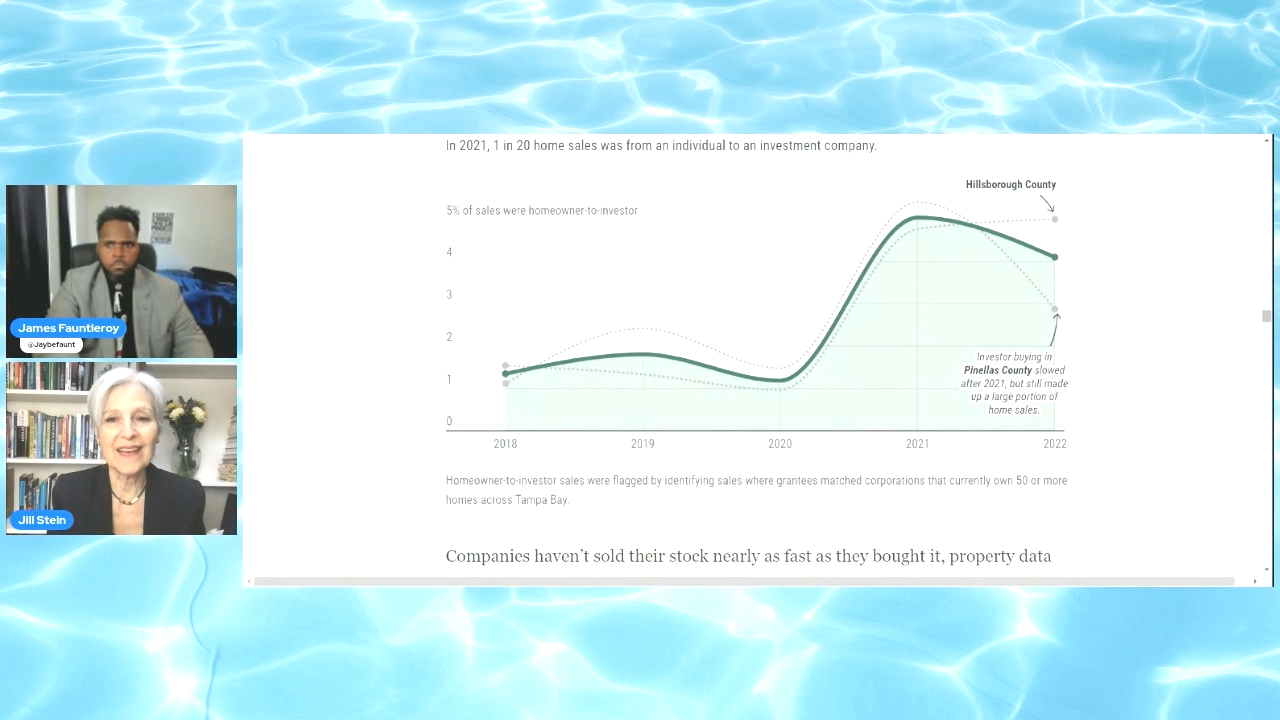 In 2021, 1 in 20 home sales was from an individual to an investment company.
Hillsborough County
5% of sales were homeowner-to-investor
4
3
2
1
0
Investor buying in
Pinellas County slowed
after 2021, but still made
up a large portion of
home sales.
2018 2019 2020 2021 2022
Homeowner-to-investor sales were flagged by identifying sales where grantees matched corporations that currently own 50 or more
homes across Tampa Bay.
Companies haven't sold their stock nearly as fast as they bought it, property data
James Fauntleroy
@Jaybefaunt
Jill Stein